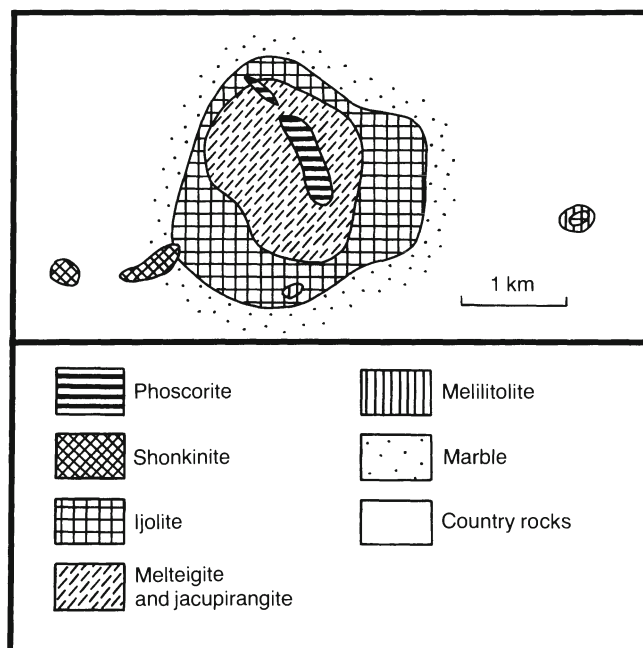 1 km
Phoscorite
Shonkinite
Ijolite
Melteigite
and jacupirangite
Melilitolite
Marble
Country rocks